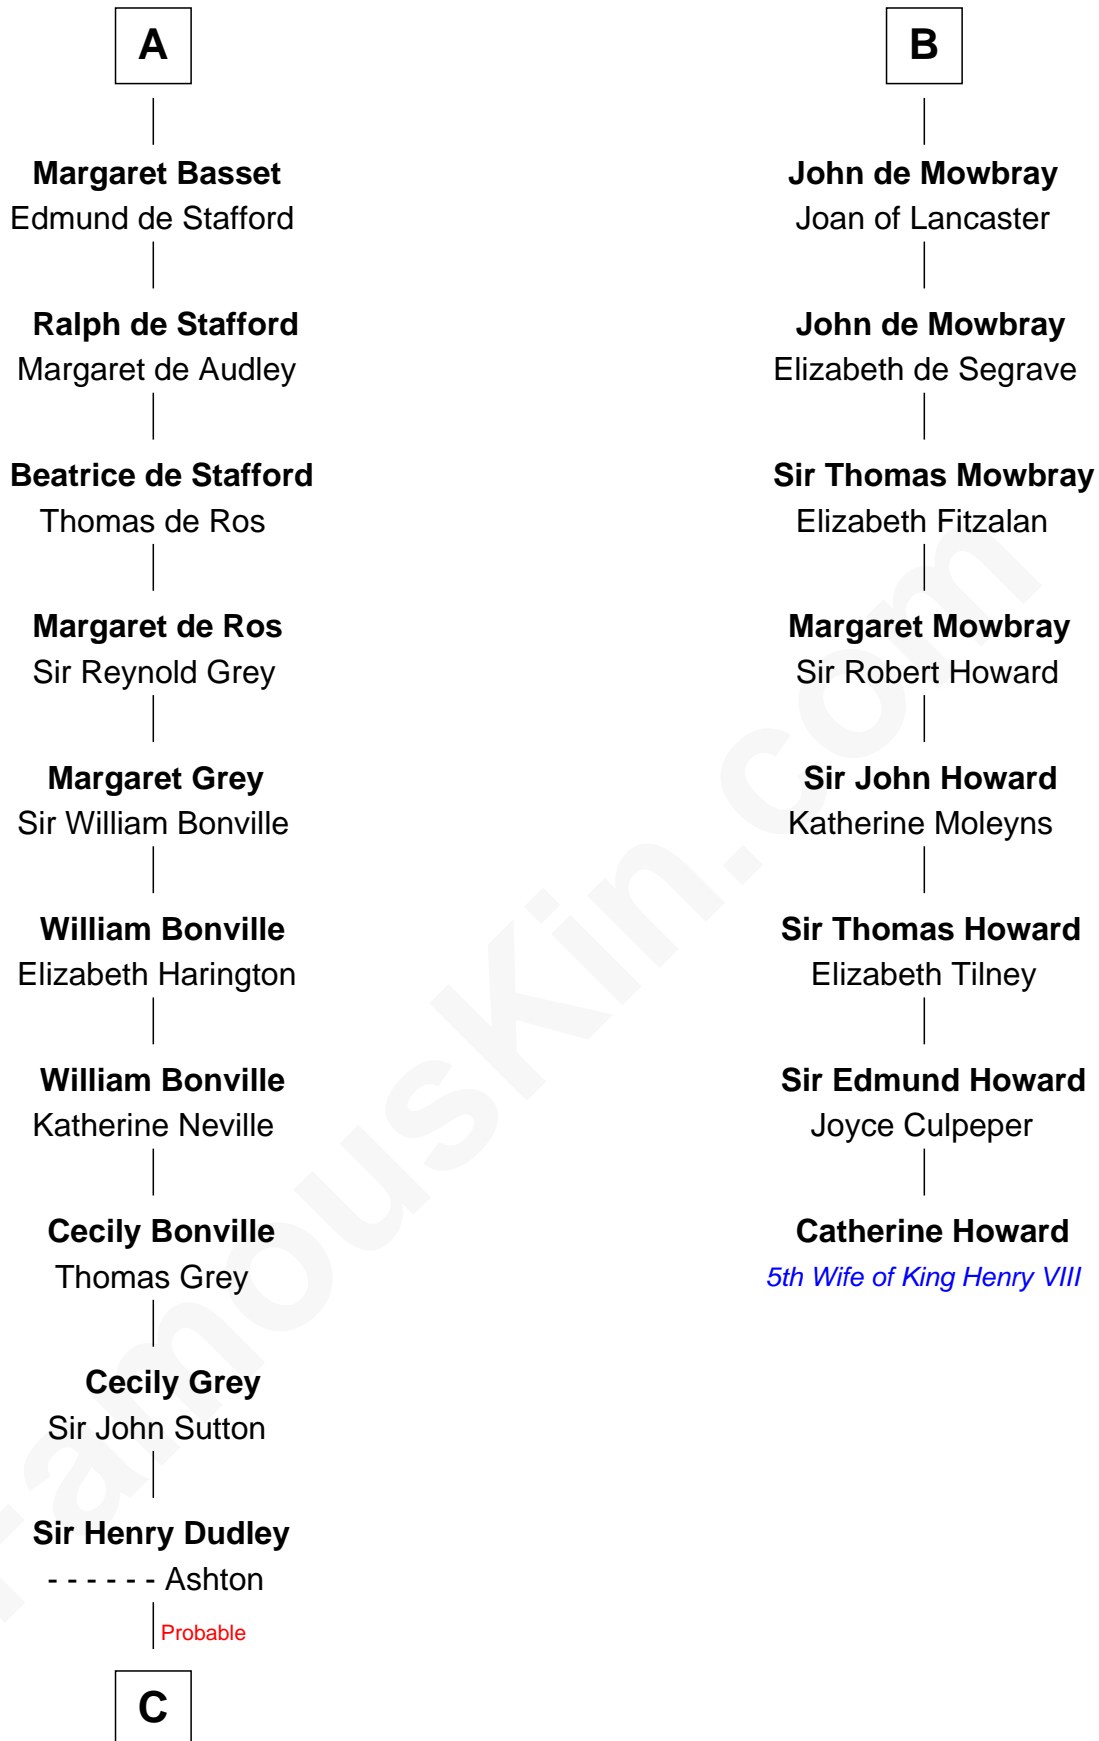 A
Margaret Basset
Edmund de Stafford
Ralph de Stafford
Margaret de Audley
Beatrice de Stafford
Thomas de Ros
Margaret de Ros
Sir Reynold Grey
Margaret Grey
Sir William Bonville
William Bonville
Elizabeth Harington
William Bonville
Katherine Neville
Cecily Bonville
Thomas Grey
Cecily Grey
Sir John Sutton
Sir Henry Dudley
- - - - - - Ashton
Probable
C
B
John de Mowbray
Joan of Lancaster
John de Mowbray
Elizabeth de Segrave
Sir Thomas Mowbray
Elizabeth Fitzalan
Margaret Mowbray
Sir Robert Howard
Sir John Howard
Katherine Moleyns
Sir Thomas Howard
Elizabeth Tilney
Sir Edmund Howard
Joyce Culpeper
Catherine Howard
5th Wife of King Henry VIII
FamousKin.com